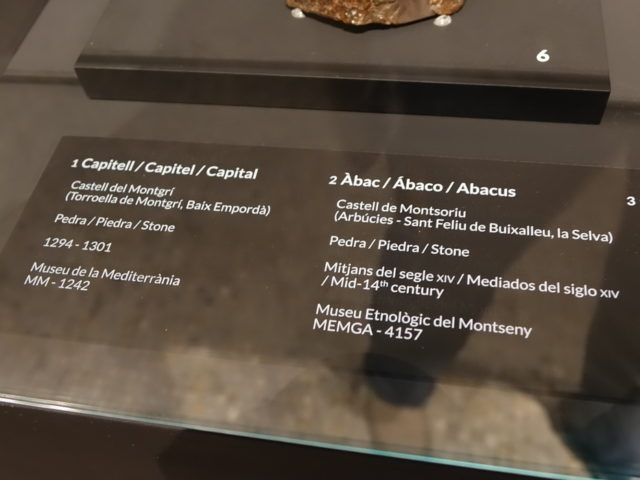 6
1 Capitell / Capitel / Capital
Castell del Montgrí
(Torroella de Montgrí, Baix Empordà)
Pedra / Piedra / Stone
1294 - 1301
Museu de la Mediterrània
MM - 1242
2 Àbac / Ábaco / Abacus
Castell de Montsoriu
(Arbúcies - Sant Feliu de Buixalleu, la Selva)
Pedra / Piedra / Stone
Mitjans del segle XIV / Mediados del siglo XIV
/ Mid-14th century
Museu Etnològic del Montseny
MEMGA - 4157
3